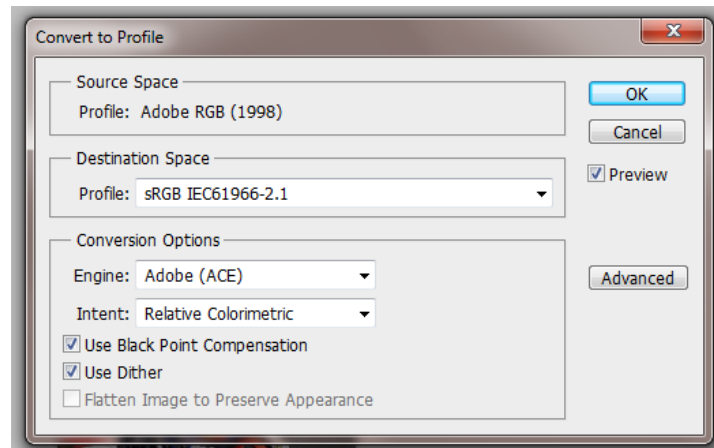 Convert to Profile
Source Space
Profile: Adobe RGB (1998)
Destination Space
Profile: sRGB IEC61966-2.1
Conversion Options
Engine: Adobe (ACE)
Intent: Relative Colorimetric
Use Black Point Compensation
Use Dither
Flatten Image to Preserve Appearance
OK
Cancel
Preview
Advanced